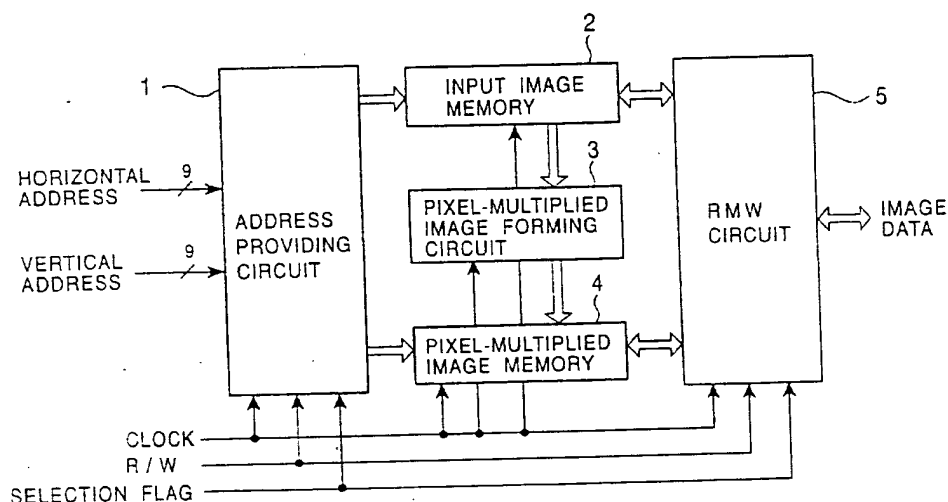 1
2
INPUT IMAGE
MEMORY
5
HORIZONTAL
ADDRESS
9
VERTICAL
ADDRESS
9
ADDRESS
PROVIDING
CIRCUIT
3
PIXEL-MULTIPLIED
IMAGE FORMING
CIRCUIT
4
PIXEL-MULTIPLIED
IMAGE MEMORY
RMW
CIRCUIT
IMAGE
DATA
CLOCK
R / W
SELECTION FLAG